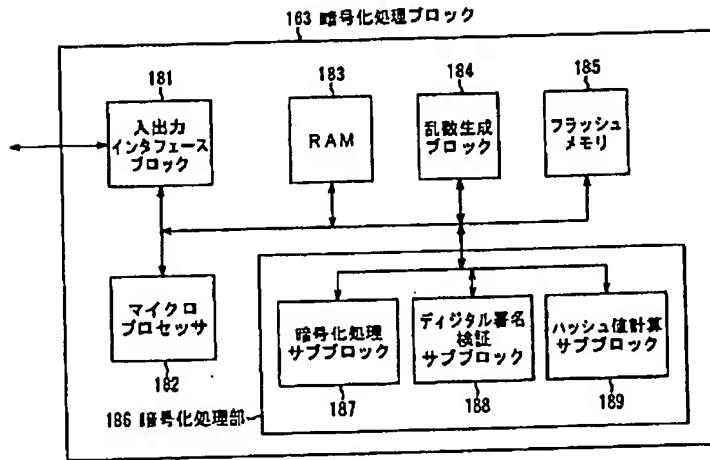 163 暗号化処理ブロック
181
入出力
インタフェース
ブロック
183
RAM
184
乱数生成
ブロック
185
フラッシュ
メモリ
マイクロ
プロセッサ
182
暗号化処理
サブブロック
187
ディジタル署名
検証
サブブロック
188
ハッシュ値計算
サブブロック
189
186 暗号化処理部